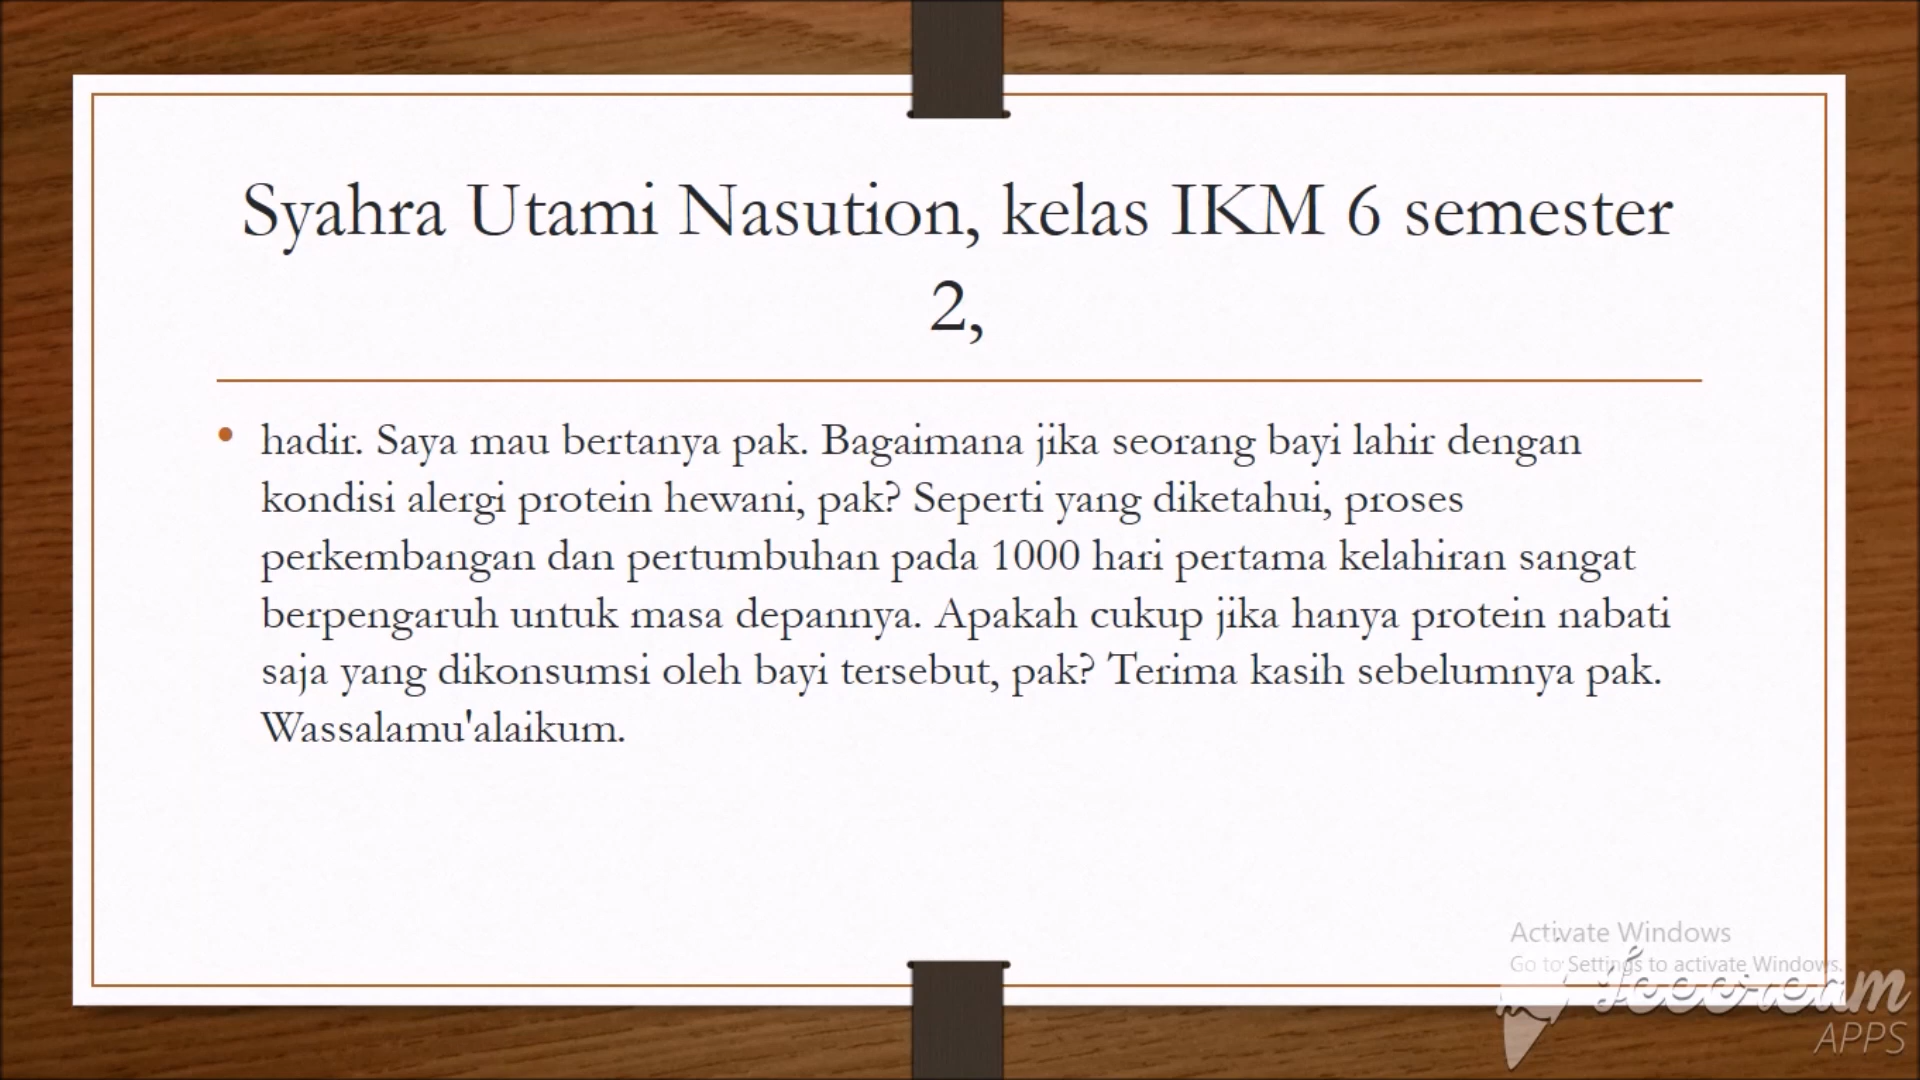 Syahra Utami Nasution, kelas IKM 6 semester
2,
• hadir. Saya mau bertanya pak. Bagaimana jika seorang bayi lahir dengan
kondisi alergi protein hewani, pak? Seperti yang diketahui, proses
perkembangan dan pertumbuhan pada 1000 hari pertama kelahiran sangat
berpengaruh untuk masa depannya. Apakah cukup jika hanya protein nabati
saja yang dikonsumsi oleh bayi tersebut, pak? Terima kasih sebelumnya pak.
Wassalamu'alaikum.
Activate Windows
Go to Settings to activate Windows.
Icecream
APPS